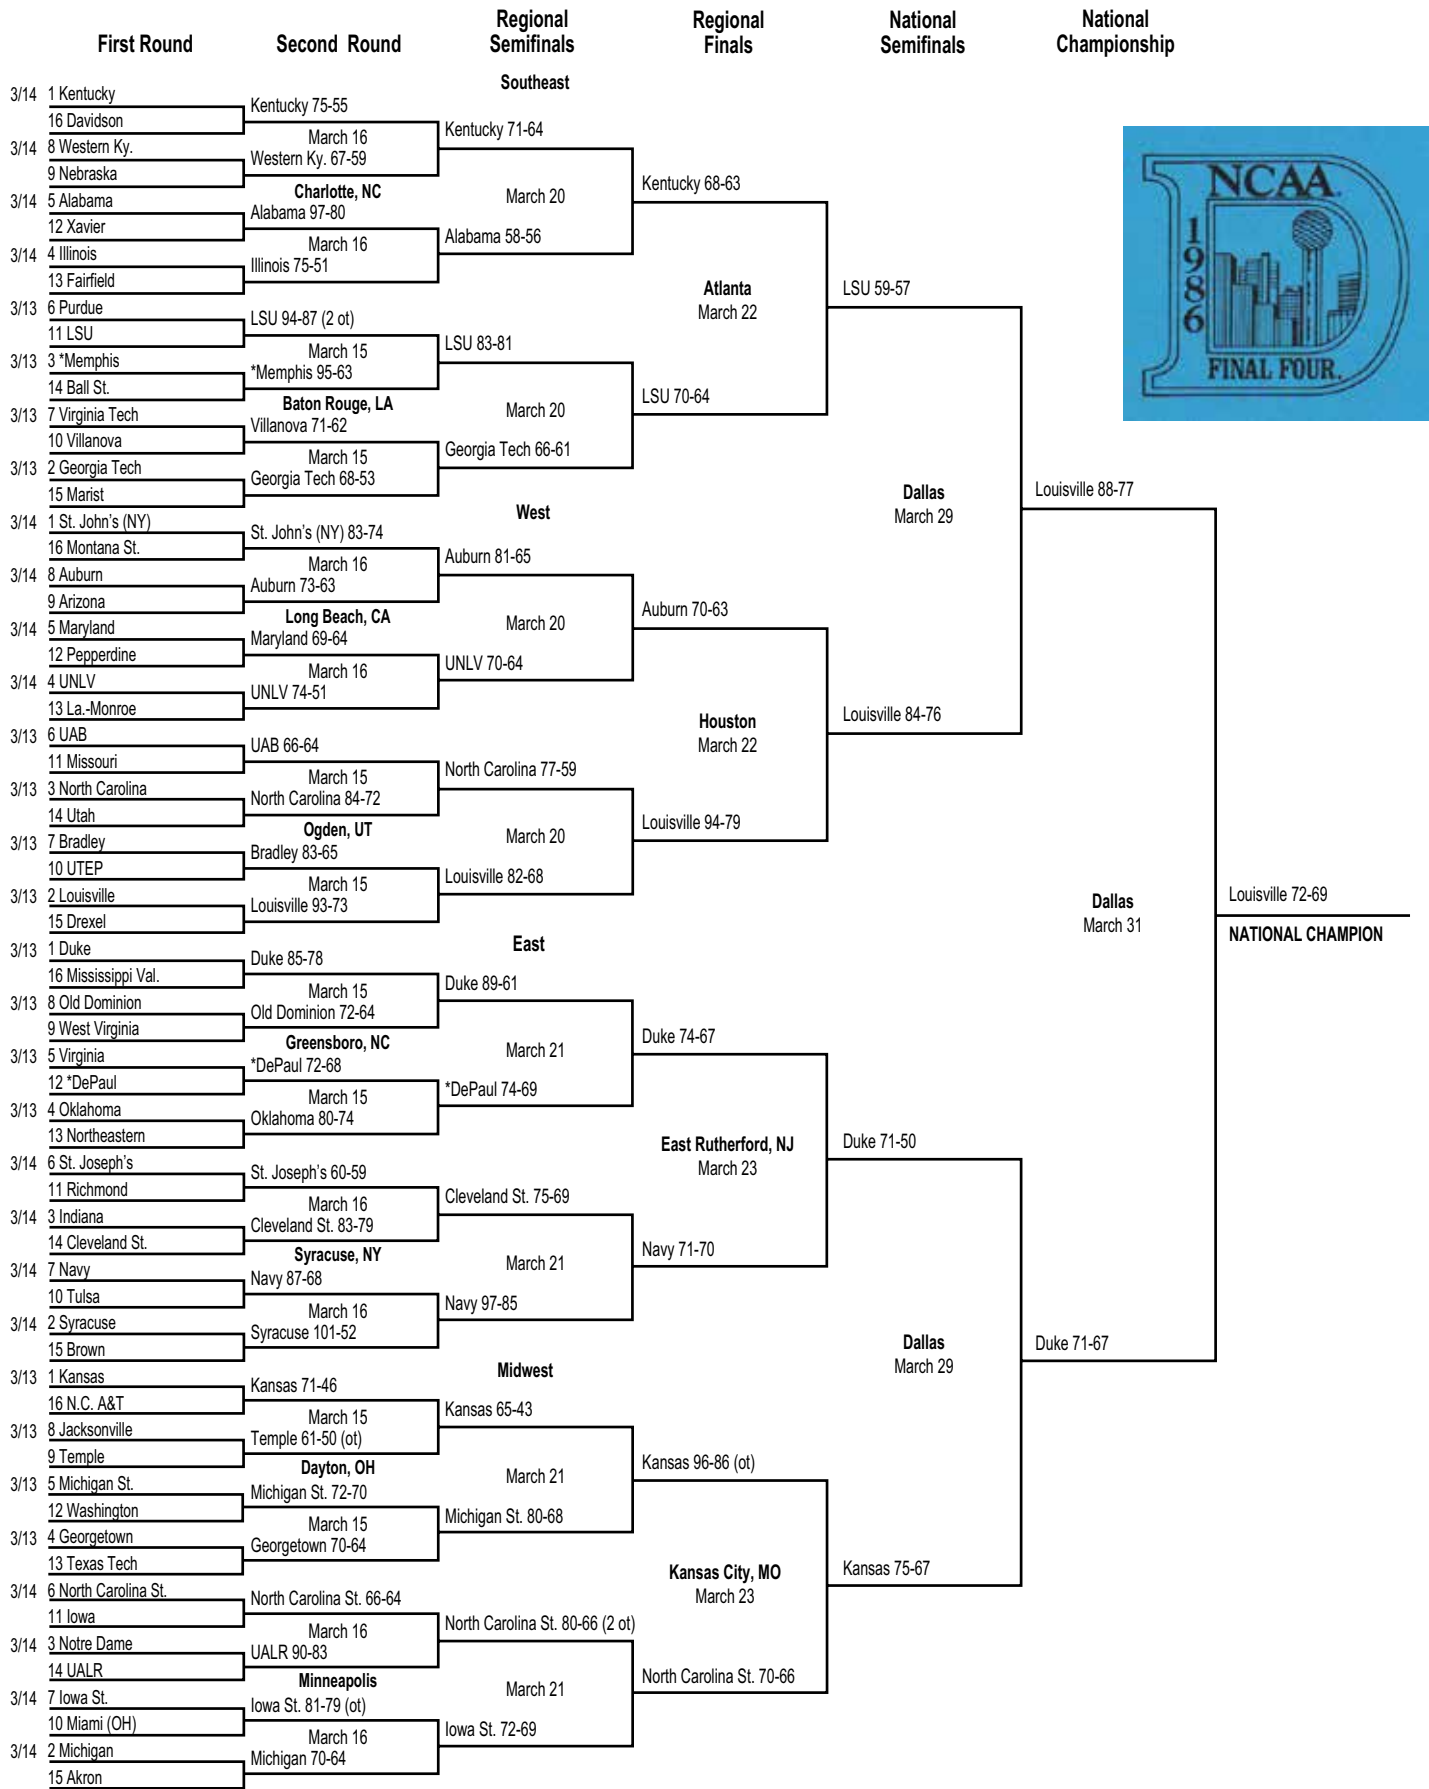 First Round
Second Round
Regional
Semifinals
Regional
Finals
National
Semifinals
National
Championship
Southeast
3/14 1 Kentucky
16 Davidson
3/14 8 Western Ky.
9 Nebraska
3/14 5 Alabama
12 Xavier
3/14 4 Illinois
13 Fairfield
3/13 6 Purdue
11 LSU
3/13 3 *Memphis
14 Ball St.
3/13 7 Virginia Tech
10 Villanova
3/13 2 Georgia Tech
15 Marist
Kentucky 75-55
March 16
Western Ky. 67-59
Charlotte, NC
Alabama 97-80
March 16
Illinois 75-51
LSU 94-87 (2 ot)
March 15
*Memphis 95-63
Baton Rouge, LA
Villanova 71-62
March 15
Georgia Tech 68-53
Kentucky 71-64
March 20
Alabama 58-56
LSU 83-81
March 20
Georgia Tech 66-61
Kentucky 68-63
Atlanta
March 22
LSU 70-64
LSU 59-57
West
3/14 1 St. John's (NY)
16 Montana St.
3/14 8 Auburn
9 Arizona
3/14 5 Maryland
12 Pepperdine
3/14 4 UNLV
13 La.-Monroe
3/13 6 UAB
11 Missouri
3/13 3 North Carolina
14 Utah
3/13 7 Bradley
10 UTEP
3/13 2 Louisville
15 Drexel
St. John's (NY) 83-74
March 16
Auburn 73-63
Long Beach, CA
Maryland 69-64
March 16
UNLV 74-51
UAB 66-64
March 15
North Carolina 84-72
Ogden, UT
Bradley 83-65
March 15
Louisville 93-73
Auburn 81-65
March 20
UNLV 70-64
North Carolina 77-59
March 20
Louisville 82-68
Auburn 70-63
Houston
March 22
Louisville 94-79
Louisville 84-76
Dallas
March 29
Louisville 88-77
East
3/13 1 Duke
16 Mississippi Val.
3/13 8 Old Dominion
9 West Virginia
3/13 5 Virginia
12 *DePaul
3/13 4 Oklahoma
13 Northeastern
3/14 6 St. Joseph's
11 Richmond
3/14 3 Indiana
14 Cleveland St.
3/14 7 Navy
10 Tulsa
3/14 2 Syracuse
15 Brown
Duke 85-78
March 15
Old Dominion 72-64
Greensboro, NC
*DePaul 72-68
March 15
Oklahoma 80-74
St. Joseph's 60-59
March 16
Cleveland St. 83-79
Syracuse, NY
Navy 87-68
March 16
Syracuse 101-52
Duke 89-61
March 21
*DePaul 74-69
Cleveland St. 75-69
March 21
Navy 97-85
Duke 74-67
East Rutherford, NJ
March 23
Navy 71-70
Duke 71-50
Midwest
3/13 1 Kansas
16 N.C. A&T
3/13 8 Jacksonville
9 Temple
3/13 5 Michigan St.
12 Washington
3/13 4 Georgetown
13 Texas Tech
3/14 6 North Carolina St.
11 Iowa
3/14 3 Notre Dame
14 UALR
3/14 7 Iowa St.
10 Miami (OH)
3/14 2 Michigan
15 Akron
Kansas 71-46
March 15
Temple 61-50 (ot)
Dayton, OH
Michigan St. 72-70
March 15
Georgetown 70-64
North Carolina St. 66-64
March 16
UALR 90-83
Minneapolis
Iowa St. 81-79 (ot)
March 16
Michigan 70-64
Kansas 65-43
March 21
Michigan St. 80-68
North Carolina St. 80-66 (2 ot)
March 21
Iowa St. 72-69
Kansas 96-86 (ot)
Kansas City, MO
March 23
North Carolina St. 70-66
Kansas 75-67
Dallas
March 29
Duke 71-67
Dallas
March 31
Louisville 72-69
NATIONAL CHAMPION
NCAA
1986
FINAL FOUR.